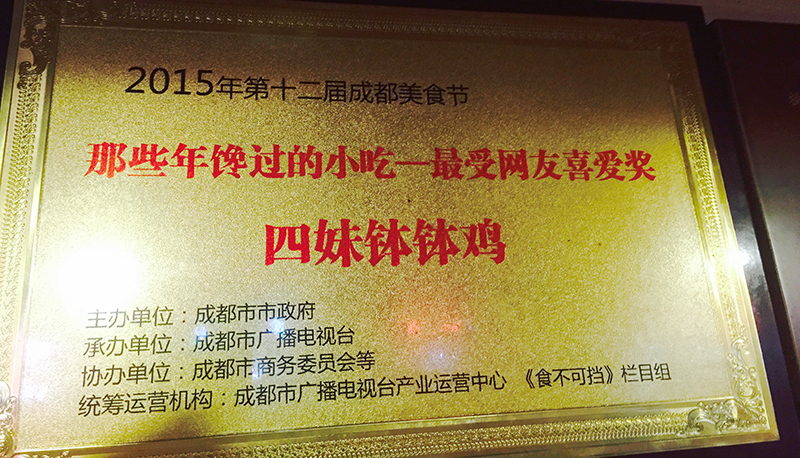 2015年第十二届成都美食节
那些年馋过的小吃—最受网友喜爱奖
四妹钵钵鸡
主办单位：成都市市政府
承办单位：成都市广播电视台
协办单位：成都市商务委员会等
统筹运营机构：成都市广播电视台产业运营中心 《食不可挡》栏目组